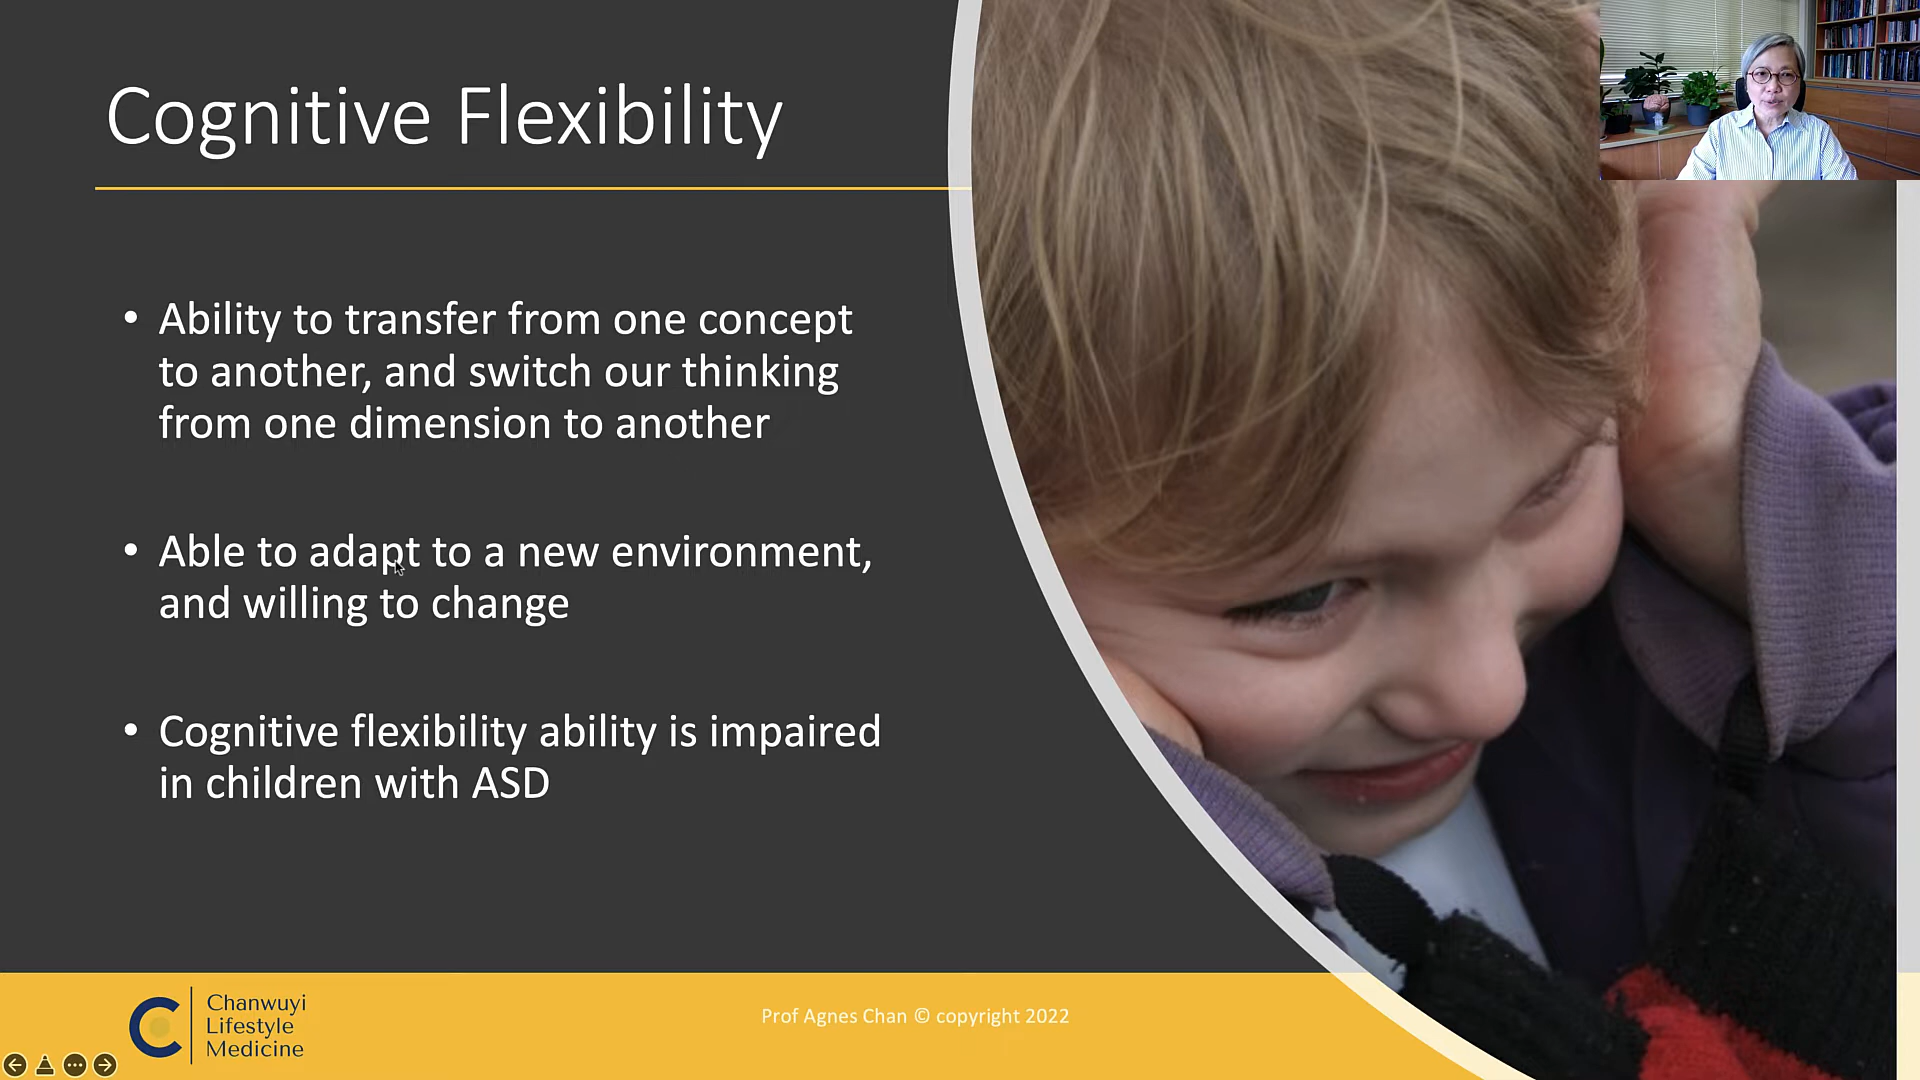 Cognitive Flexibility
• Ability to transfer from one concept
to another, and switch our thinking
from one dimension to another
• Able to adapt to a new environment,
and willing to change
• Cognitive flexibility ability is impaired
in children with ASD
Chanwuyi
Lifestyle
Medicine
Prof Agnes Chan © copyright 2022